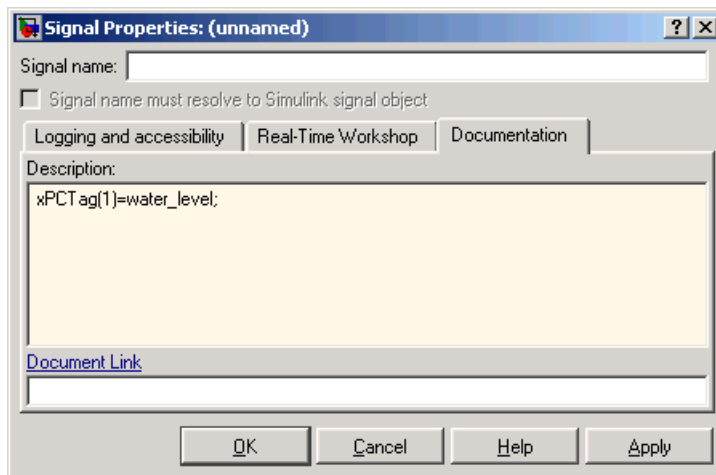 Signal Properties: (unnamed)
Signal name:
Signal name must resolve to Simulink signal object
Logging and accessibility Real-Time Workshop Documentation
Description:
xPCTag(1)=water_level;
Document Link
OK Cancel Help Apply